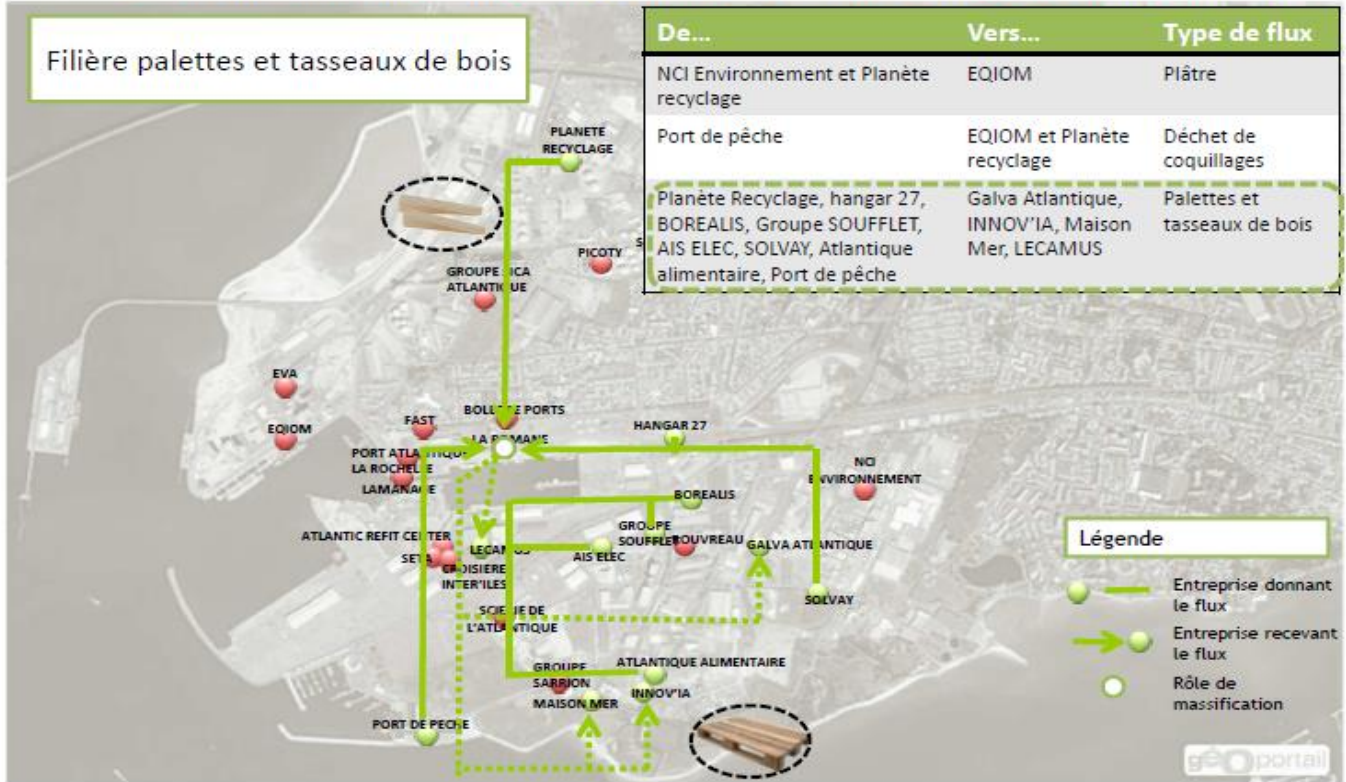 Filière palettes et tasseaux de bois
De... Vers... Type de flux
NCI Environnement et Planète EQIOM Plâtre
recyclage
Port de pêche EQIOM et Planète Déchet de
recyclage coquillages
Planète Recyclage, hangar 27, Galva Atlantique, Palettes et
BOREALIS, Groupe SOUFFLET, INNOV'IA, Maison tasseaux de bois
AIS ELEC, SOLVAY, Atlantique Mer, LECAMUS
alimentaire, Port de pêche
PLANETE
RECYCLAGE
PICOTY
S
GROUPE SICA
ATLANTIQUE
EVA
EQIOM
FAST
BOLLORE PORTS
LA ROMANS
PORT ATLANTIQUE
LA ROCHELLE
LAMANAGE
HANGAR 27
NCI
ENVIRONNEMENT
BOREALIS
GROUPE
SOUFFLET
ROUVREAU
GALVA ATLANTIQUE
ATLANTIC REFIT CENTER
SETA
LECAMUS
CROISIERE
INTER'ILES
AIS ELEC
SOLVAY
SCIERIE DE
L'ATLANTIQUE
GROUPE
SARRION
MAISON MER
ATLANTIQUE ALIMENTAIRE
INNOV'IA
PORT DE PECHE
Légende
Entreprise donnant
le flux
Entreprise recevant
le flux
Rôle de
massification
géoportail